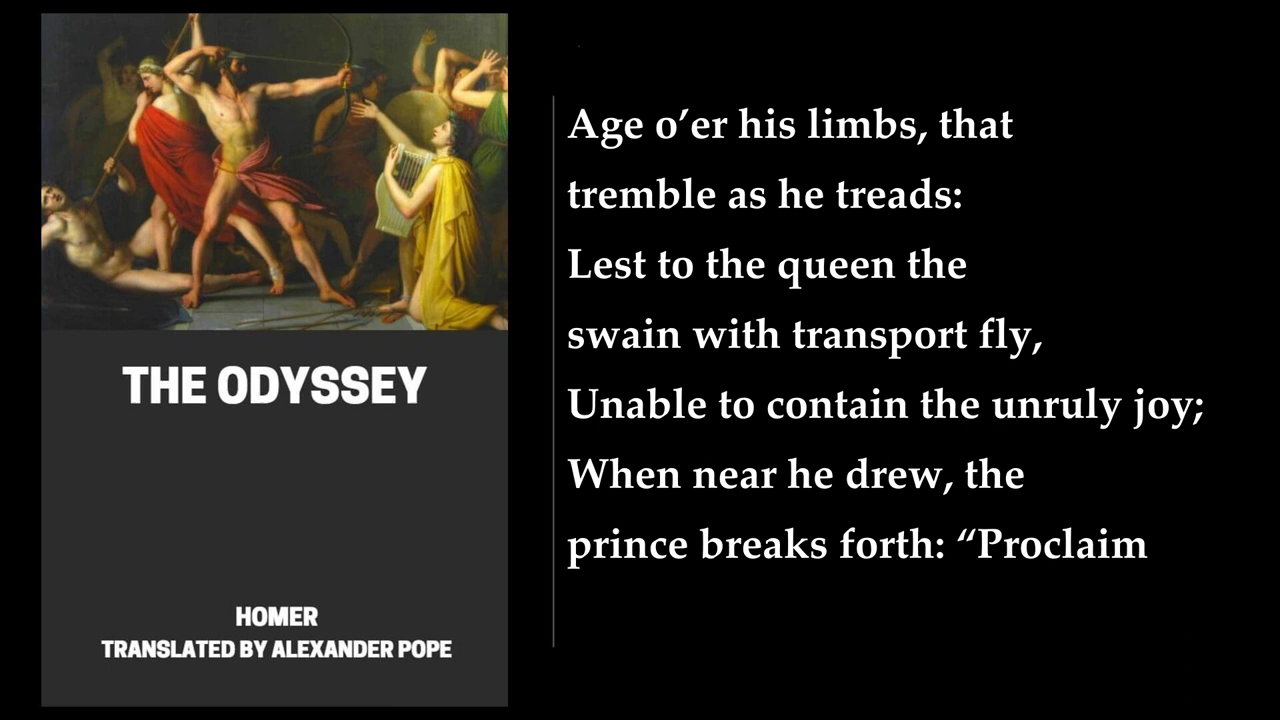 THE ODYSSEY
HOMER
TRANSLATED BY ALEXANDER POPE
Age o’er his limbs, that
tremble as he treads:
Lest to the queen the
swain with transport fly,
Unable to contain the unruly joy;
When near he drew, the
prince breaks forth: “Proclaim